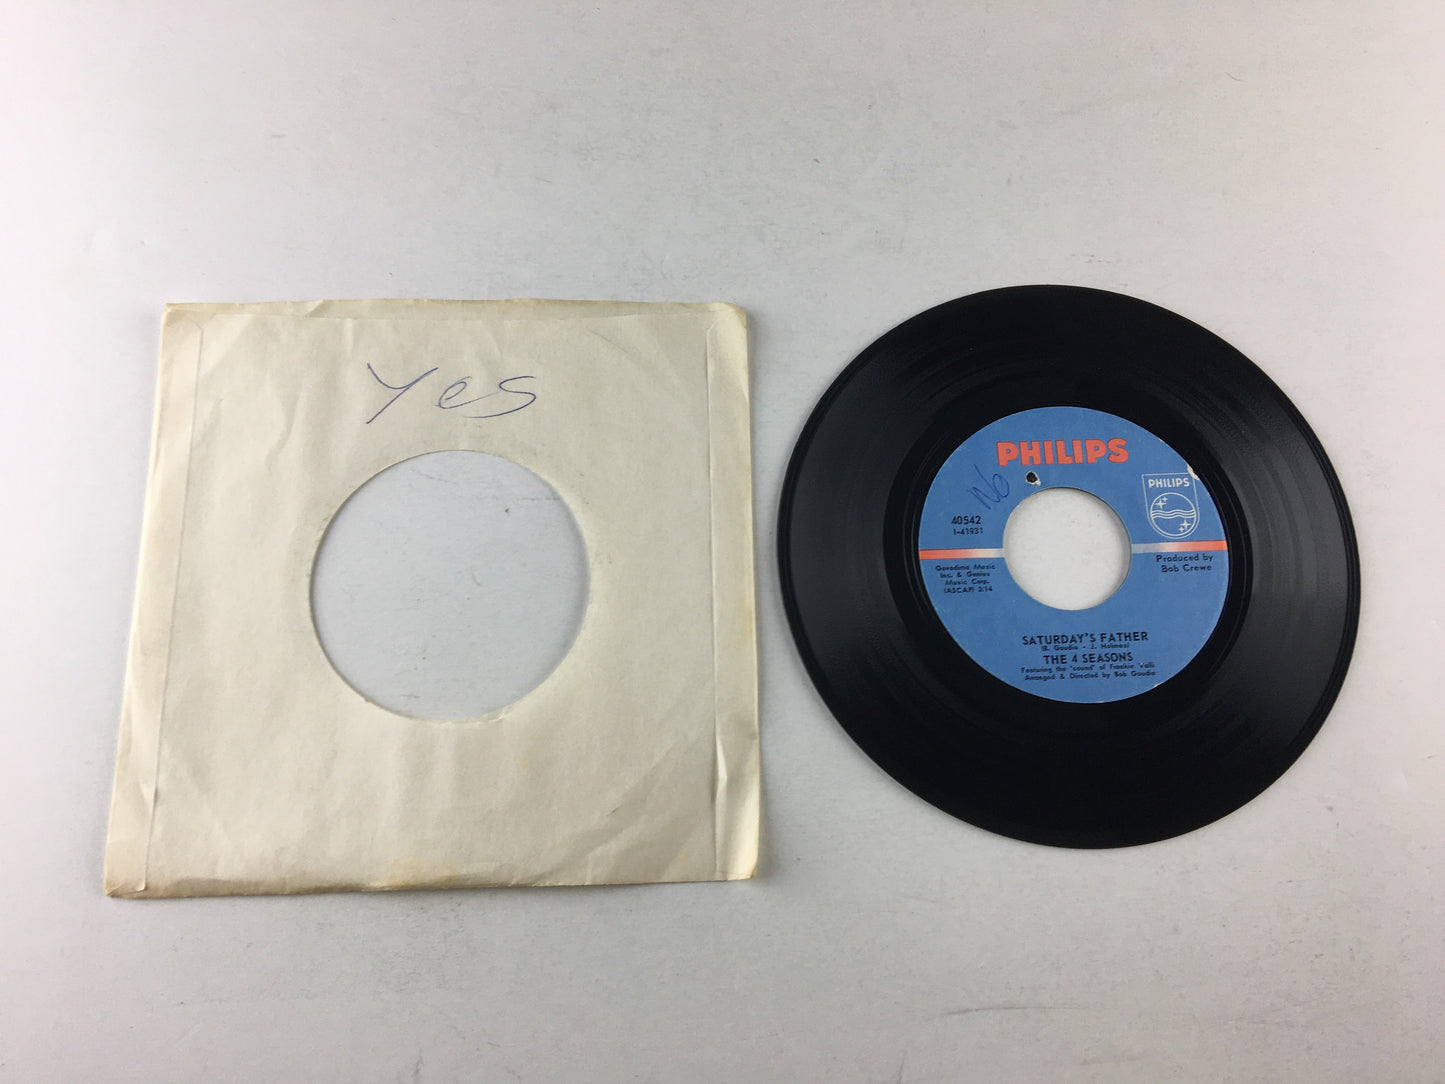 Yes
PHILIPS
No
PHILIPS
40542
1-41931
Produced by
Bob Crewe
Gavadima Music
Inc. & Genius
Music Corp.
(ASCAP) 3:14
SATURDAY'S FATHER
(B. Gaudio - J. Holmes)
THE 4 SEASONS
Featuring the "sound" of Frankie Valli
Arranged & Directed by Bob Gaudio